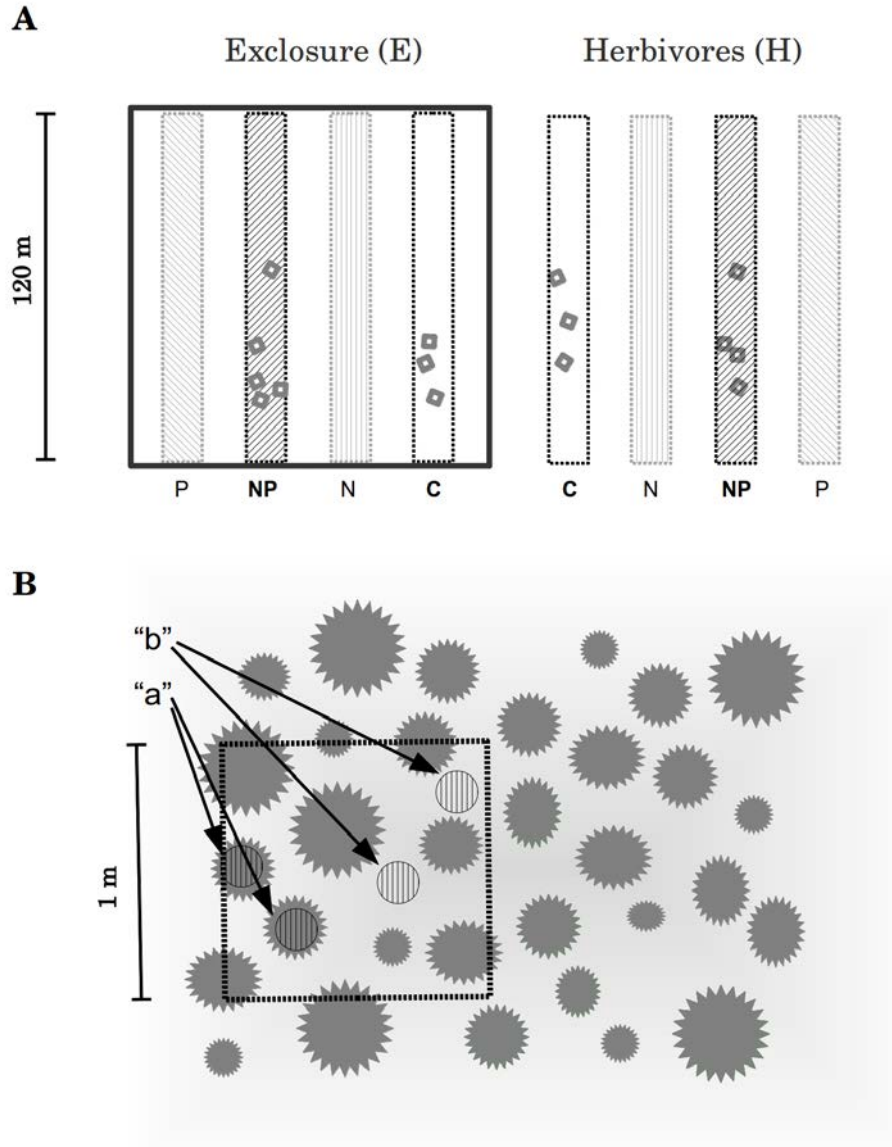 A
Exclosure (E) Herbivores (H)
120 m
P NP N C C N NP P
B
“b”
“a”
1 m